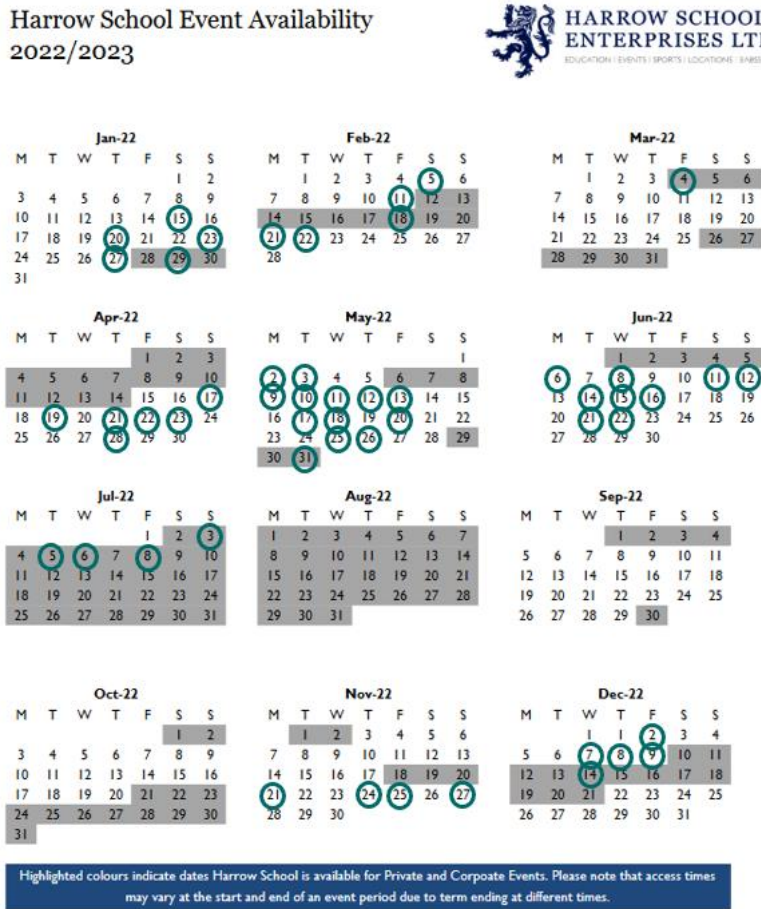 Harrow School Event Availability
2022/2023
HARROW SCHOOL
ENTERPRISES LT
EDUCATION | EVENTS | SPORTS | LOCATIONS
Jan-22
M T W T F S S
1 2
3 4 5 6 7 8 9
10 11 12 13 14 15 16
17 18 19 20 21 22 23
24 25 26 27 28 29 30
31
Feb-22
M T W T F S S
1 2 3 4 5 6
7 8 9 10 11 12 13
14 15 16 17 18 19 20
21 22 23 24 25 26 27
28
Mar-22
M T W T F S S
1 2 3 4 5 6
7 8 9 10 11 12 13
14 15 16 17 18 19 20
21 22 23 24 25 26 27
28 29 30 31
Apr-22
M T W T F S S
1 2 3
4 5 6 7 8 9 10
11 12 13 14 15 16 17
18 19 20 21 22 23 24
25 26 27 28 29 30
May-22
M T W T F S S
1
2 3 4 5 6 7 8
9 10 11 12 13 14 15
16 17 18 19 20 21 22
23 24 25 26 27 28 29
30 31
Jun-22
M T W T F S S
1 2 3 4 5
6 7 8 9 10 11 12
13 14 15 16 17 18 19
20 21 22 23 24 25 26
27 28 29 30
Jul-22
M T W T F S S
1 2 3
4 5 6 7 8 9 10
11 12 13 14 15 16 17
18 19 20 21 22 23 24
25 26 27 28 29 30 31
Aug-22
M T W T F S S
1 2 3 4 5 6 7
8 9 10 11 12 13 14
15 16 17 18 19 20 21
22 23 24 25 26 27 28
29 30 31
Sep-22
M T W T F S S
1 2 3 4
5 6 7 8 9 10 11
12 13 14 15 16 17 18
19 20 21 22 23 24 25
26 27 28 29 30
Oct-22
M T W T F S S
1 2
3 4 5 6 7 8 9
10 11 12 13 14 15 16
17 18 19 20 21 22 23
24 25 26 27 28 29 30
31
Nov-22
M T W T F S S
1 2 3 4 5 6
7 8 9 10 11 12 13
14 15 16 17 18 19 20
21 22 23 24 25 26 27
28 29 30
Dec-22
M T W T F S S
1 1 2 3 4
5 6 7 8 9 10 11
12 13 14 15 16 17 18
19 20 21 22 23 24 25
26 27 28 29 30 31
Highlighted colours indicate dates Harrow School is available for Private and Corpoate Events. Please note that access times
may vary at the start and end of an event period due to term ending at different times.